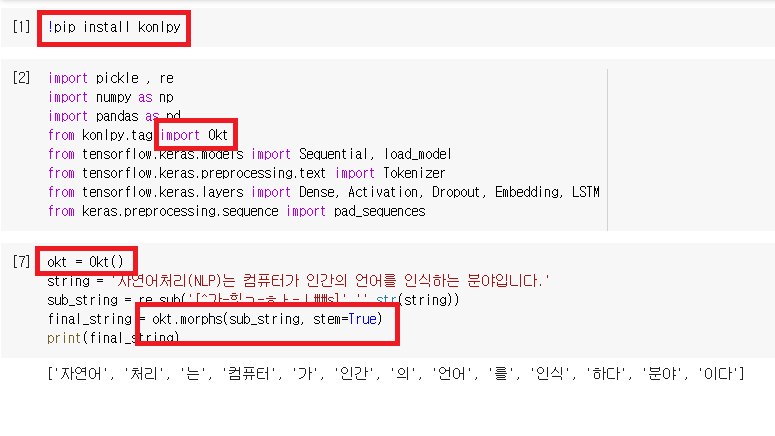 [1] !pip install konlpy
[2] import pickle , re
import numpy as np
import pandas as pd
from konlpy.tag import Okt
from tensorflow.keras.models import Sequential, load_model
from tensorflow.keras.preprocessing.text import Tokenizer
from tensorflow.keras.layers import Dense, Activation, Dropout, Embedding, LSTM
from keras.preprocessing.sequence import pad_sequences
[7] okt = Okt()
string = '자연어처리(NLP)는 컴퓨터가 인간의 언어를 인식하는 분야입니다.'
sub_string = re.sub('[^가-힣ㄱ-ㅎㅏ-ㅣ₩₩s]','',str(string))
final_string = okt.morphs(sub_string, stem=True)
print(final_string)
['자연어', '처리', '는', '컴퓨터', '가', '인간', '의', '언어', '를', '인식', '하다', '분야', '이다']